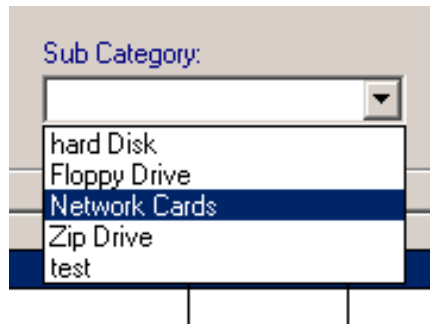 Sub Category:
hard Disk
Floppy Drive
Network Cards
Zip Drive
test